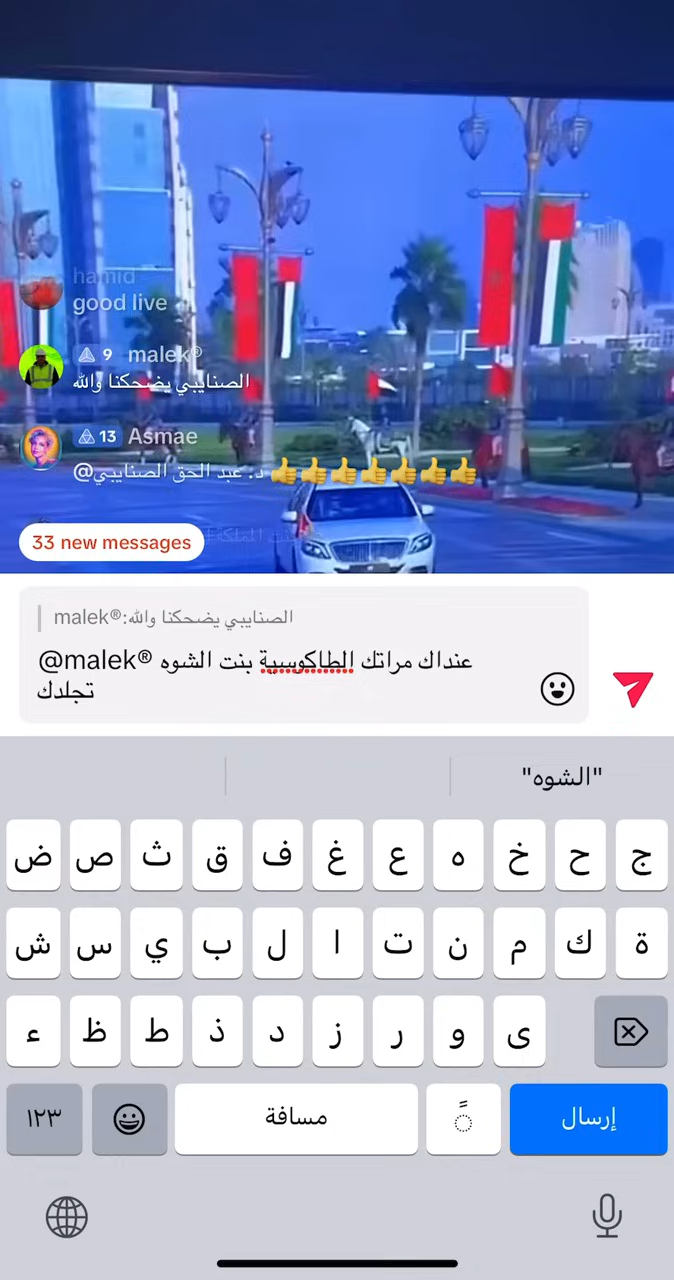 hamid
good live
9 malek®
الصنايبي يضحكنا والله
13 Asmae
@د. عبد الحق الصنايبي 👍👍👍👍👍👍👍
33 new messages
malek®:الصنايبي يضحكنا والله
@malek® عنداك مراتك الطاكوسية بنت الشوه
تجلدك
"الشوه"
ض ص ث ق ف غ ع ه خ ح ج
ش س ي ب ل ا ت ن م ك ة
ء ظ ط ذ د ز ر و ى
١٢٣ مسافة إرسال